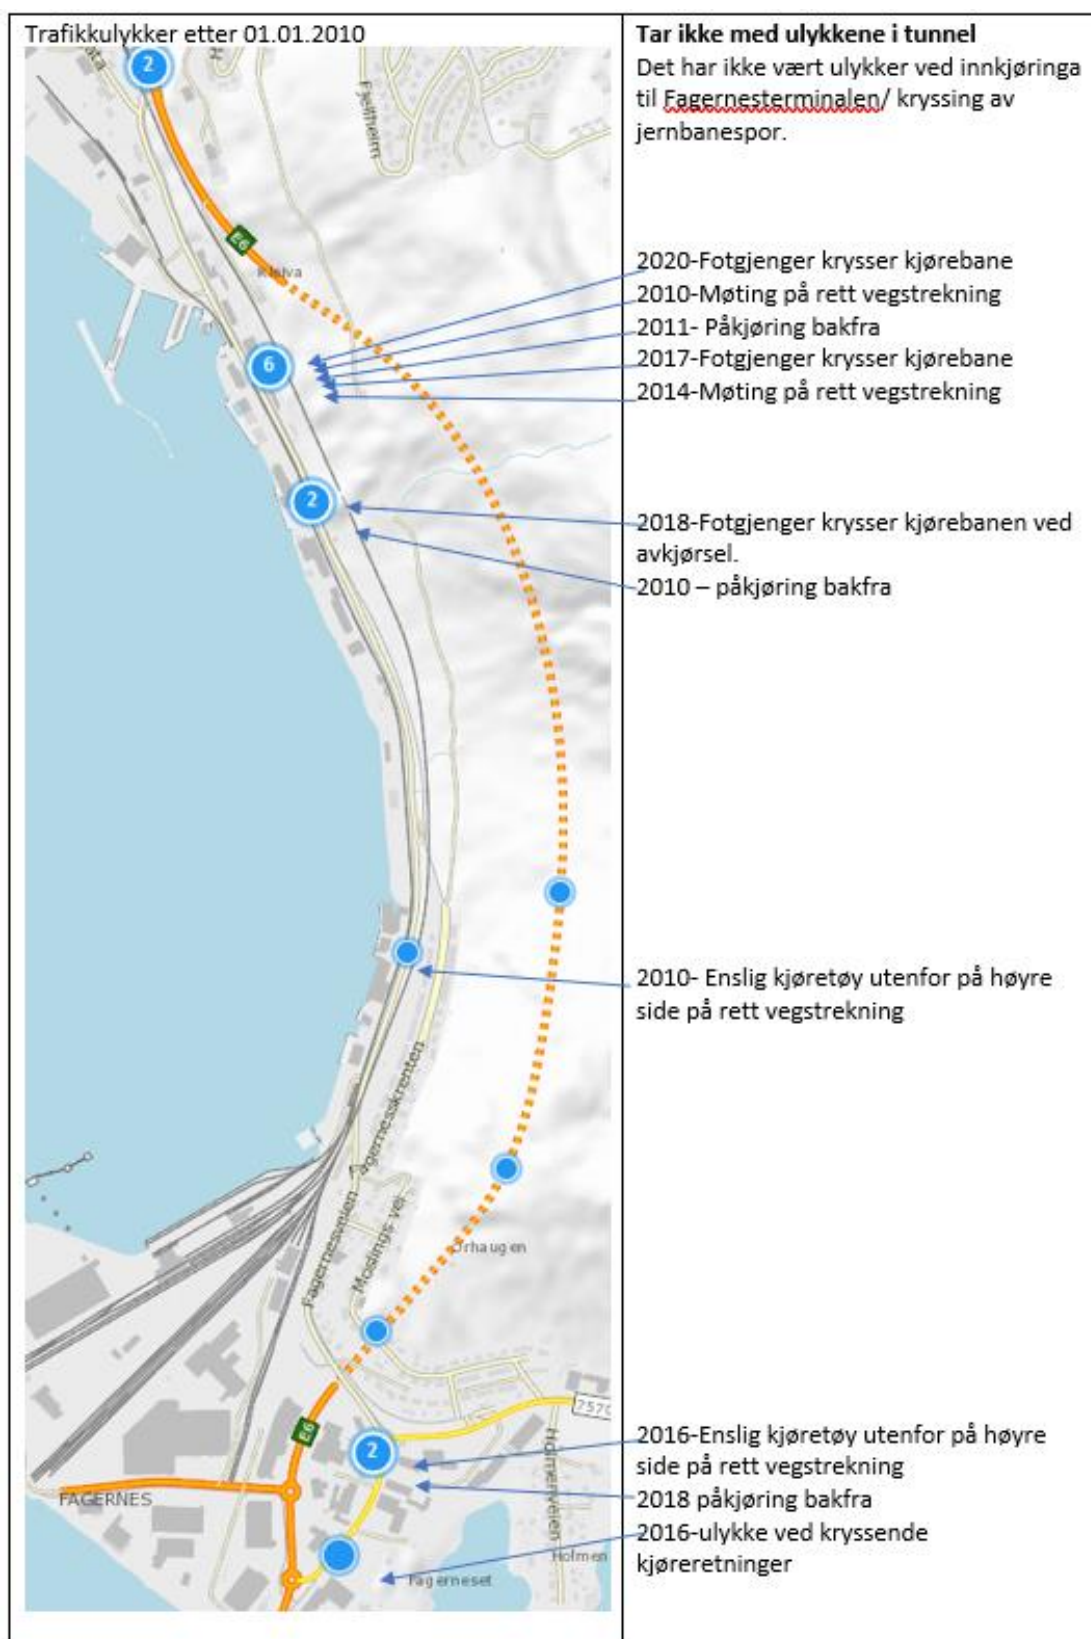 Trafikkulykker etter 01.01.2010
Tar ikke med ulykkene i tunnel
Det har ikke vært ulykker ved innkjøringa
til Fagernesterminalen/ kryssing av
jernbanespor.
2020-Fotgjenger krysser kjørebane
2010-Møting på rett vegstrekning
2011- Påkjøring bakfra
2017-Fotgjenger krysser kjørebane
2014-Møting på rett vegstrekning
2018-Fotgjenger krysser kjørebanen ved
avkjørsel.
2010 – påkjøring bakfra
2010- Enslig kjøretøy utenfor på høyre
side på rett vegstrekning
2016-Enslig kjøretøy utenfor på høyre
side på rett vegstrekning
2018 påkjøring bakfra
2016-ulykke ved kryssende
kjøreretninger
2
Fjellheim
E6
6
2
Fagernesveien
Moslings vei
Ørhaugen
7570
E6
2
Holmenveien
FAGERNES
Holmen
Fagerneset